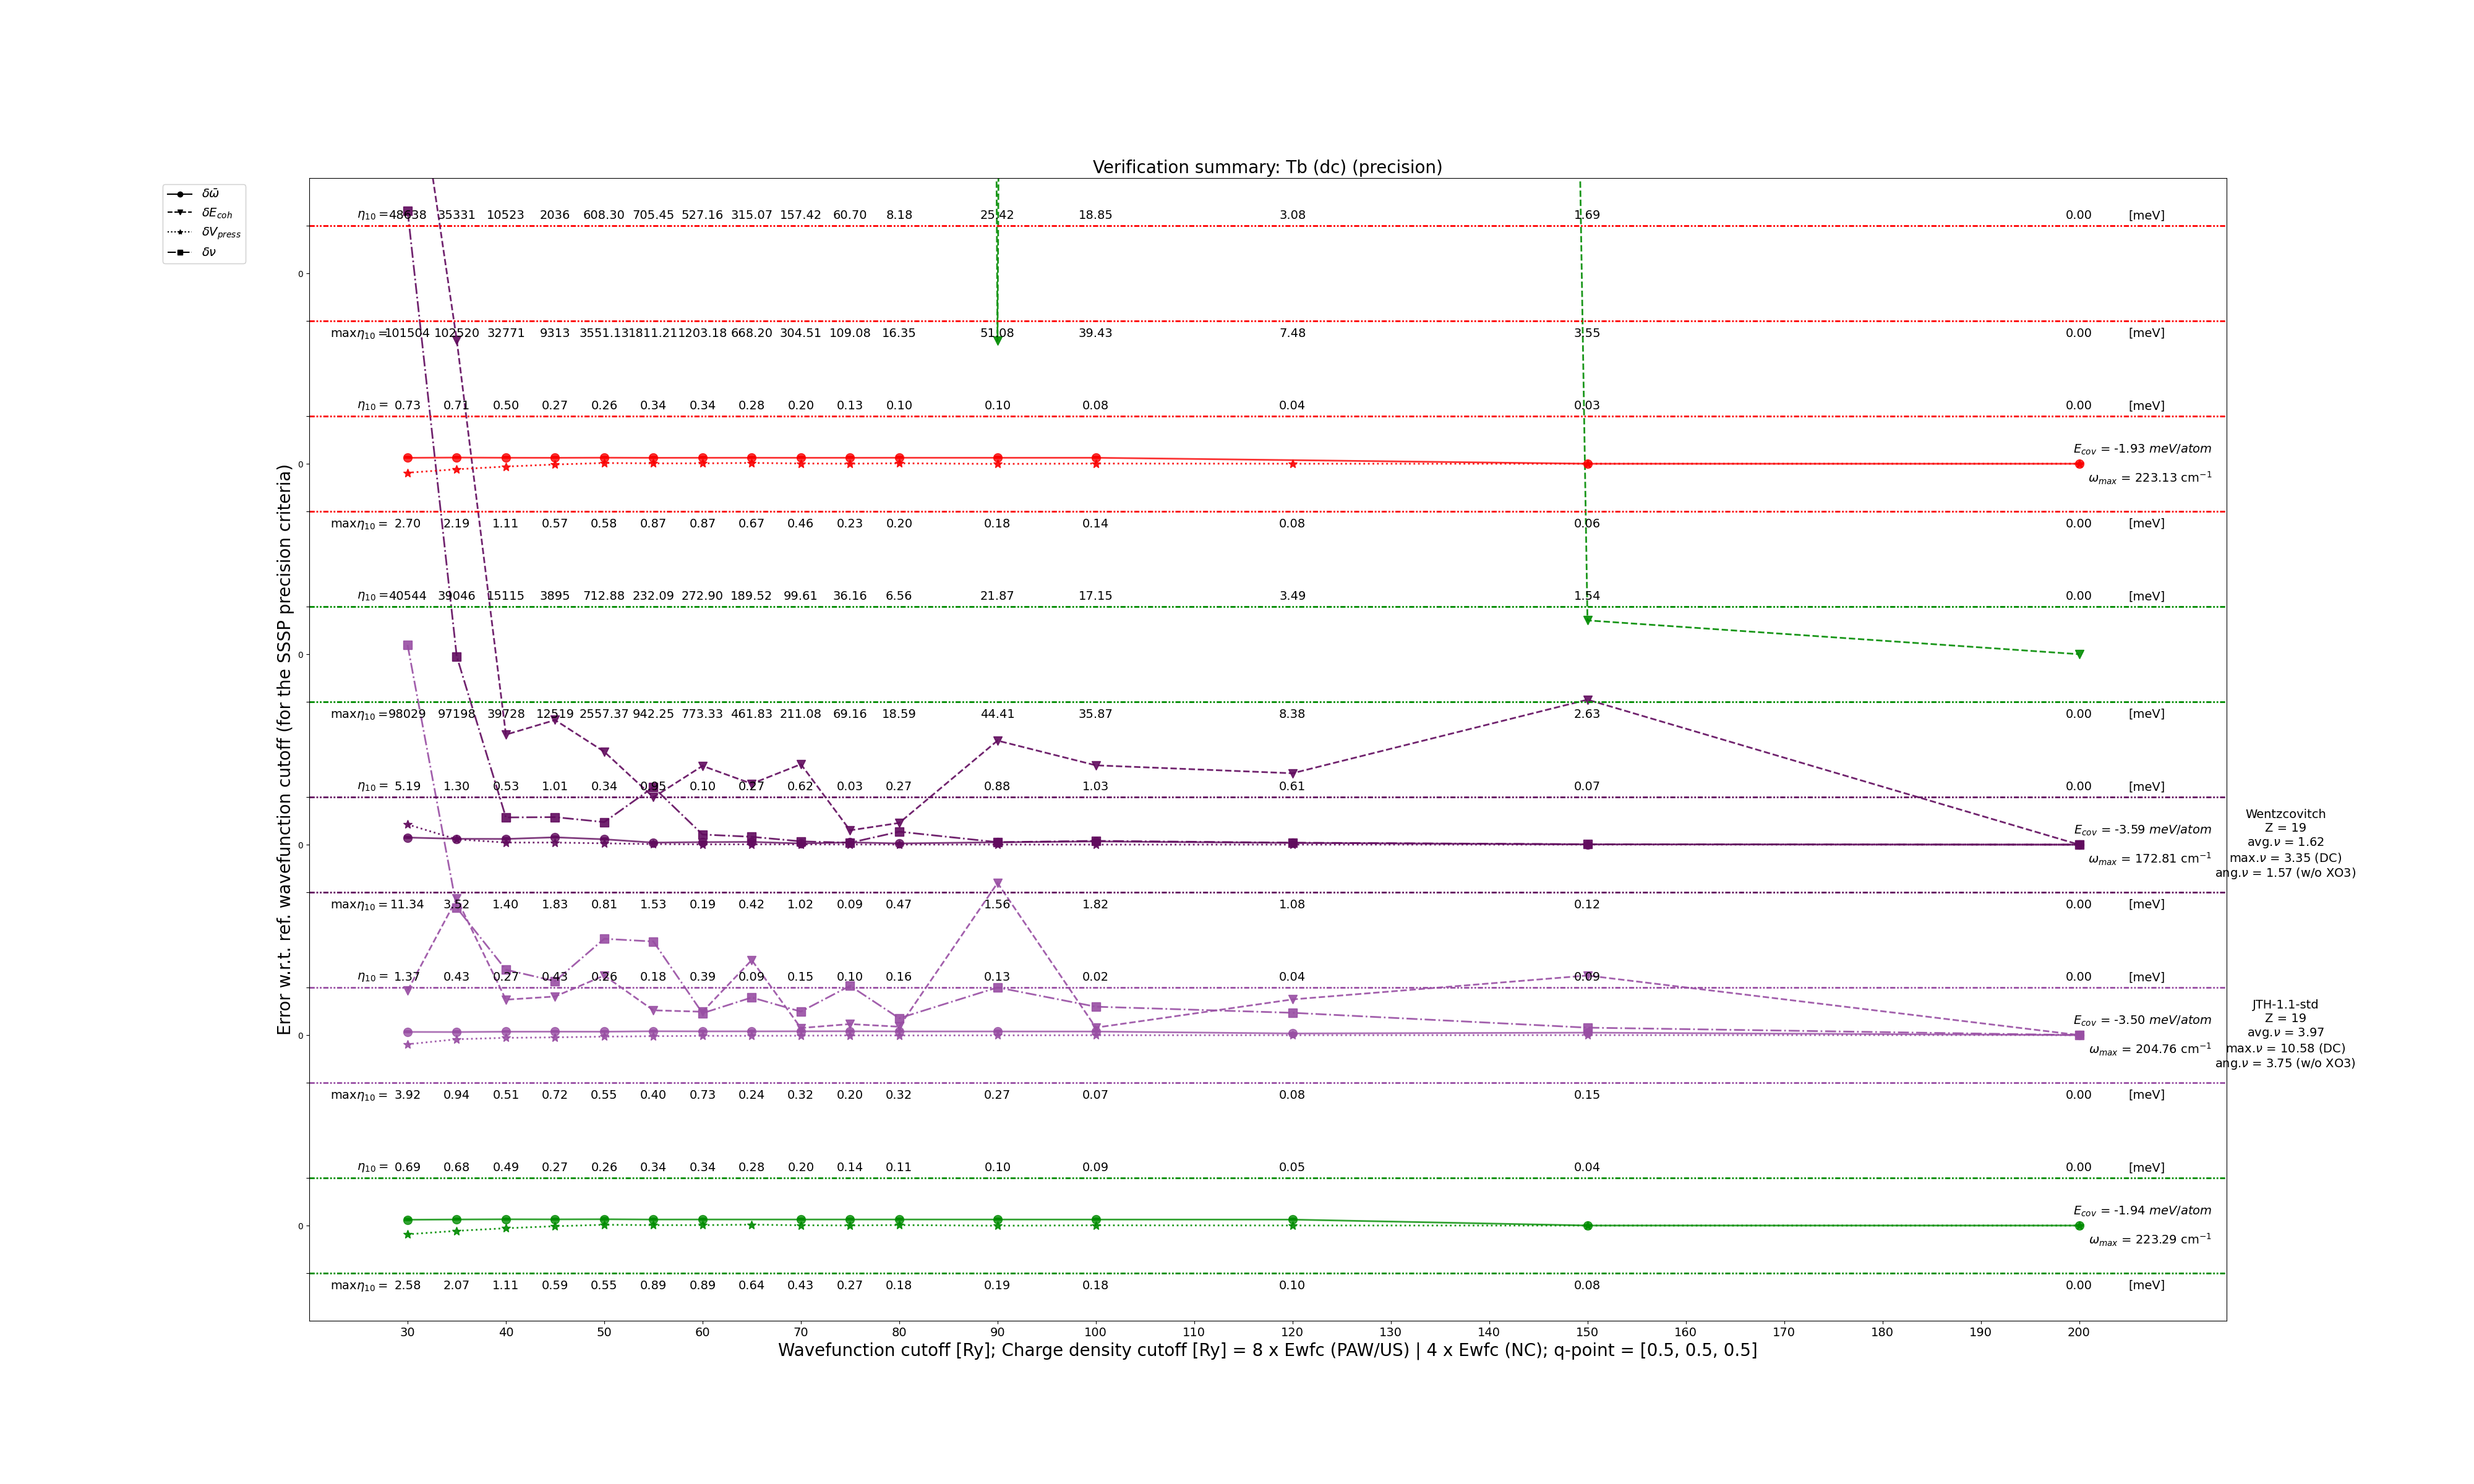 Verification summary: Tb (dc) (precision)
δω̄
δE_coh
δV_press
δν
η₁₀ = 48638 35331 10523 2036 608.30 705.45 527.16 315.07 157.42 60.70 8.18 25.42 18.85 3.08 1.69 0.00 [meV]
0
maxη₁₀ = 101504 102520 32771 9313 3551.13 1811.21 1203.18 668.20 304.51 109.08 16.35 51.08 39.43 7.48 3.55 0.00 [meV]
η₁₀ = 0.73 0.71 0.50 0.27 0.26 0.34 0.34 0.28 0.20 0.13 0.10 0.10 0.08 0.04 0.03 0.00 [meV]
E_cov = -1.93 meV/atom
0
ω_max = 223.13 cm⁻¹
maxη₁₀ = 2.70 2.19 1.11 0.57 0.58 0.87 0.87 0.67 0.46 0.23 0.20 0.18 0.14 0.08 0.06 0.00 [meV]
η₁₀ = 40544 39046 15115 3895 712.88 232.09 272.90 189.52 99.61 36.16 6.56 21.87 17.15 3.49 1.54 0.00 [meV]
0
maxη₁₀ = 98029 97198 39728 12519 2557.37 942.25 773.33 461.83 211.08 69.16 18.59 44.41 35.87 8.38 2.63 0.00 [meV]
η₁₀ = 5.19 1.30 0.53 1.01 0.34 0.95 0.10 0.27 0.62 0.03 0.27 0.88 1.03 0.61 0.07 0.00 [meV]
E_cov = -3.59 meV/atom
0
ω_max = 172.81 cm⁻¹
Wentzcovitch
Z = 19
avg.ν = 1.62
max.ν = 3.35 (DC)
ang.ν = 1.57 (w/o XO3)
maxη₁₀ = 11.34 3.52 1.40 1.83 0.81 1.53 0.19 0.42 1.02 0.09 0.47 1.56 1.82 1.08 0.12 0.00 [meV]
η₁₀ = 1.37 0.43 0.27 0.43 0.26 0.18 0.39 0.09 0.15 0.10 0.16 0.13 0.02 0.04 0.09 0.00 [meV]
E_cov = -3.50 meV/atom
0
ω_max = 204.76 cm⁻¹
JTH-1.1-std
Z = 19
avg.ν = 3.97
max.ν = 10.58 (DC)
ang.ν = 3.75 (w/o XO3)
maxη₁₀ = 3.92 0.94 0.51 0.72 0.55 0.40 0.73 0.24 0.32 0.20 0.32 0.27 0.07 0.08 0.15 0.00 [meV]
η₁₀ = 0.69 0.68 0.49 0.27 0.26 0.34 0.34 0.28 0.20 0.14 0.11 0.10 0.09 0.05 0.04 0.00 [meV]
E_cov = -1.94 meV/atom
0
ω_max = 223.29 cm⁻¹
maxη₁₀ = 2.58 2.07 1.11 0.59 0.55 0.89 0.89 0.64 0.43 0.27 0.18 0.19 0.18 0.10 0.08 0.00 [meV]
30 40 50 60 70 80 90 100 110 120 130 140 150 160 170 180 190 200
Wavefunction cutoff [Ry]; Charge density cutoff [Ry] = 8 x Ewfc (PAW/US) | 4 x Ewfc (NC); q-point = [0.5, 0.5, 0.5]
Error w.r.t. ref. wavefunction cutoff (for the SSSP precision criteria)